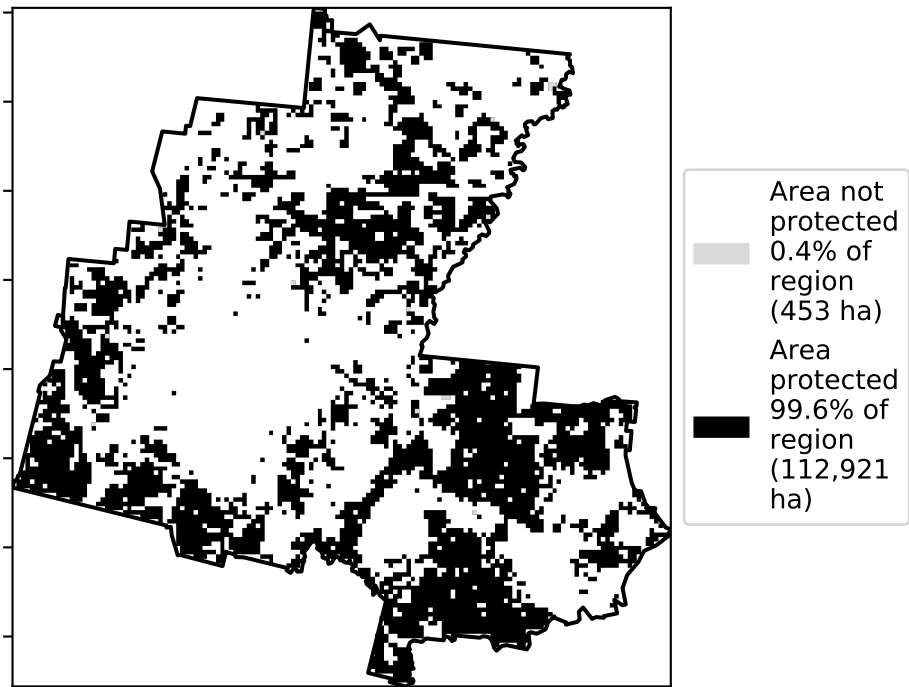 Area not
protected
0.4% of
region
(453 ha)
Area
protected
99.6% of
region
(112,921
ha)